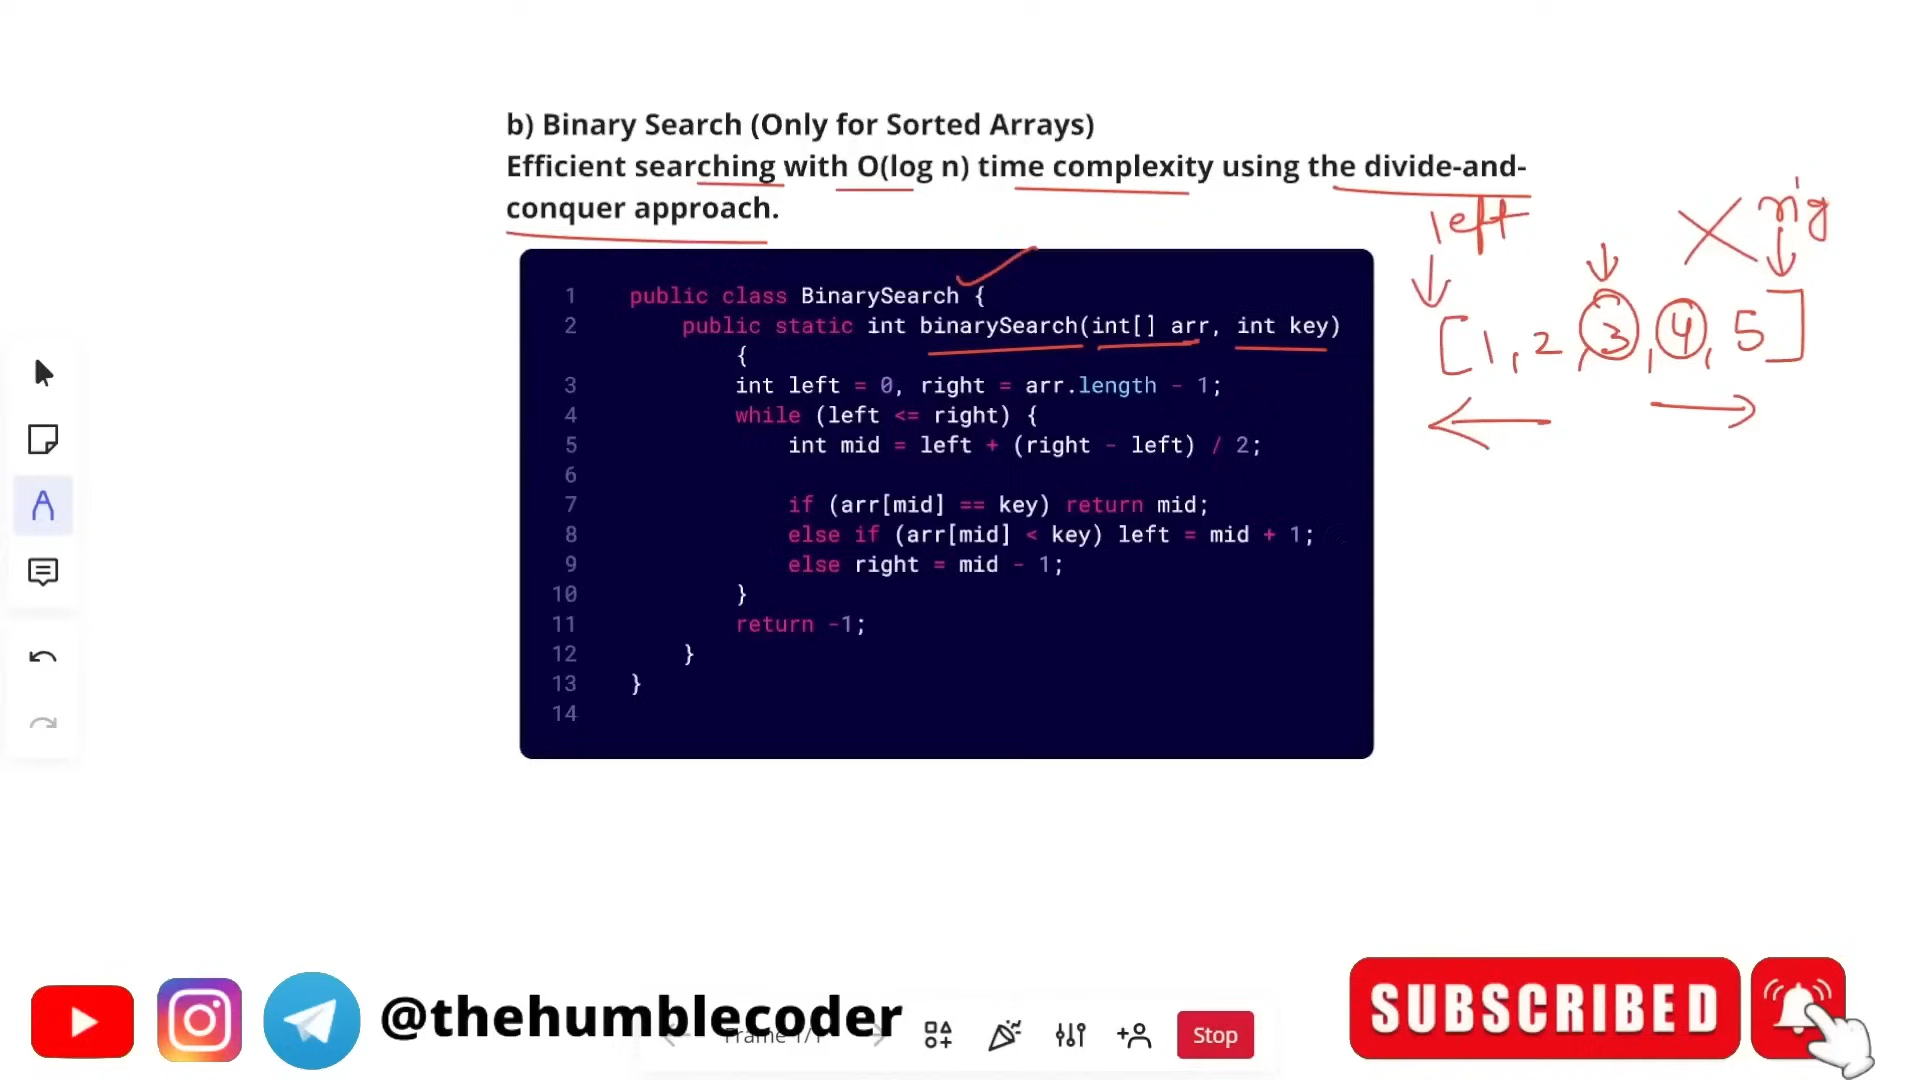 b) Binary Search (Only for Sorted Arrays)
Efficient searching with O(log n) time complexity using the divide-and-
conquer approach.
left
rig
[1, 2, 3, 4, 5]
1 public class BinarySearch {
2 public static int binarySearch(int[] arr, int key)
{
3 int left = 0, right = arr.length - 1;
4 while (left <= right) {
5 int mid = left + (right - left) / 2;
6
7 if (arr[mid] == key) return mid;
8 else if (arr[mid] < key) left = mid + 1;
9 else right = mid - 1;
10 }
11 return -1;
12 }
13 }
14
@thehumblecoder
Frame 1/1
Stop
SUBSCRIBED